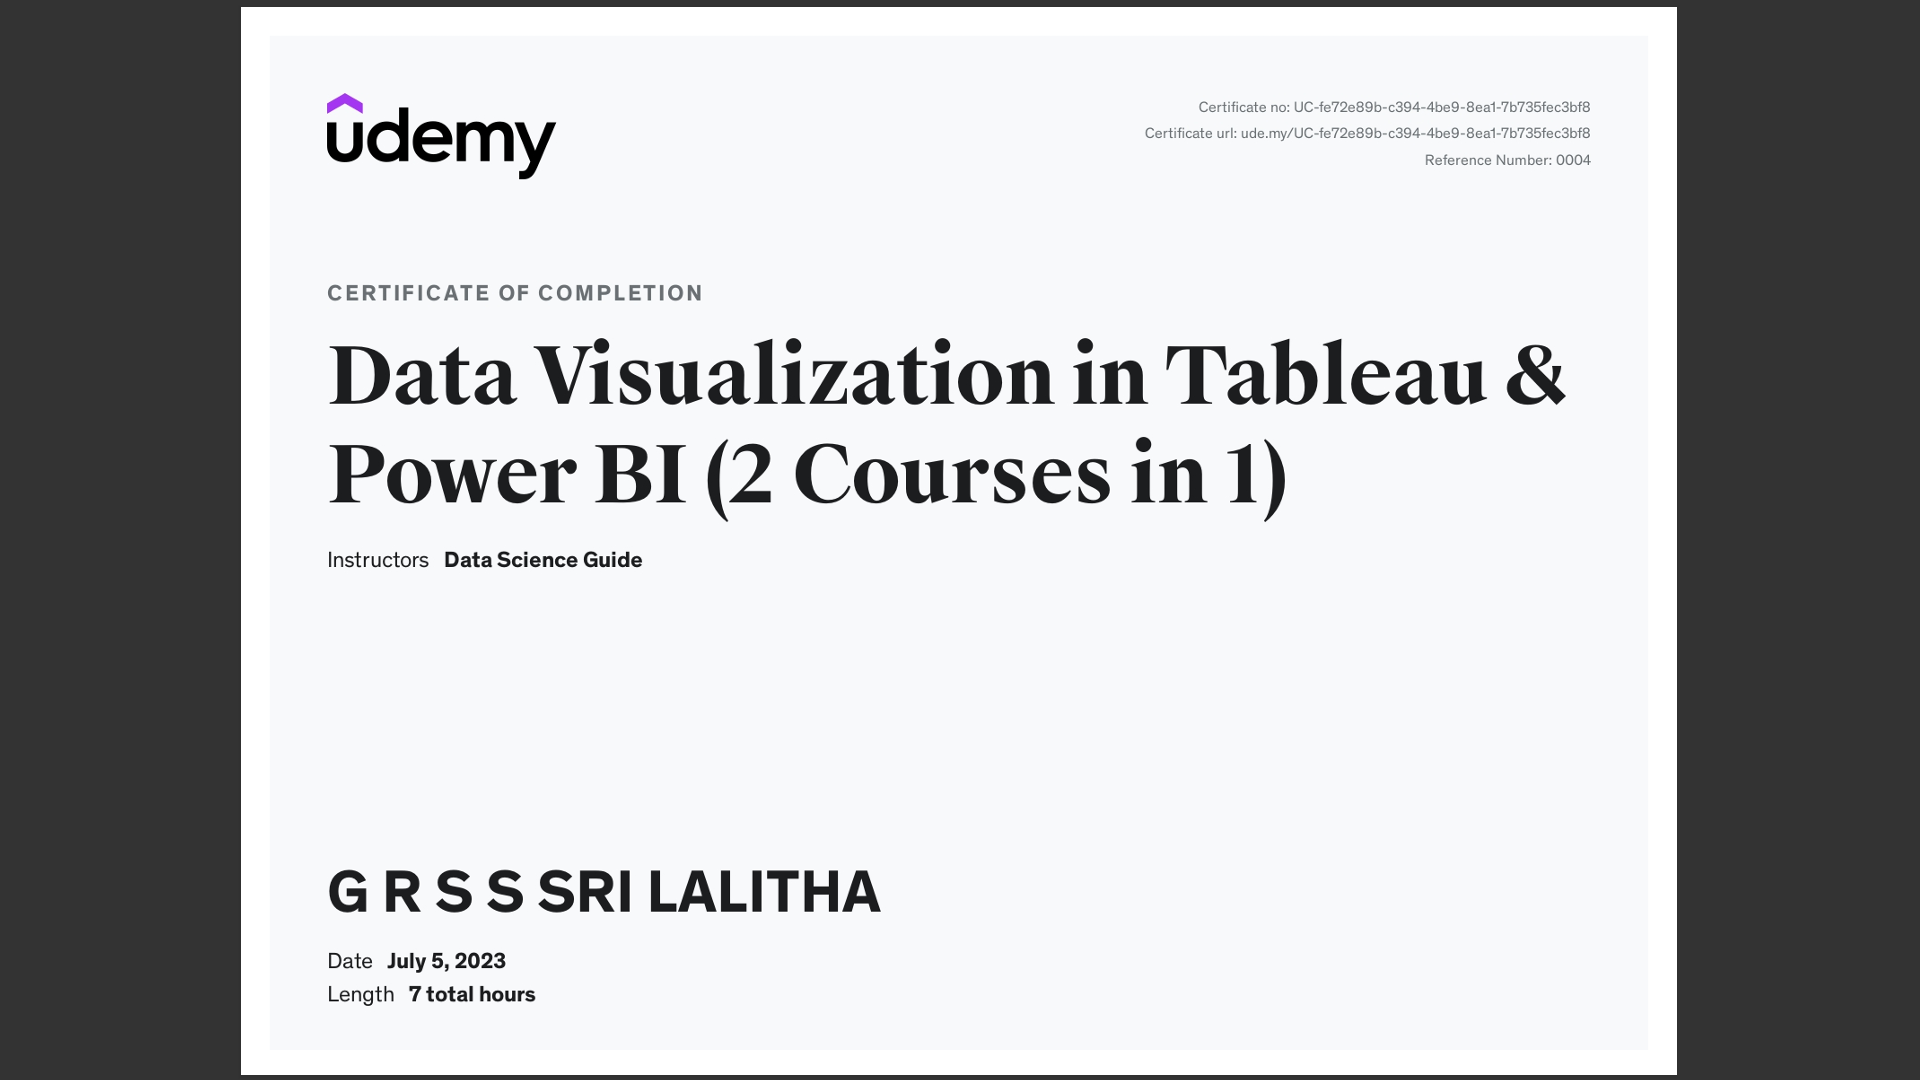 udemy
Certificate no: UC-fe72e89b-c394-4be9-8ea1-7b735fec3bf8
Certificate url: ude.my/UC-fe72e89b-c394-4be9-8ea1-7b735fec3bf8
Reference Number: 0004
CERTIFICATE OF COMPLETION
Data Visualization in Tableau &
Power BI (2 Courses in 1)
Instructors Data Science Guide
G R S S SRI LALITHA
Date July 5, 2023
Length 7 total hours